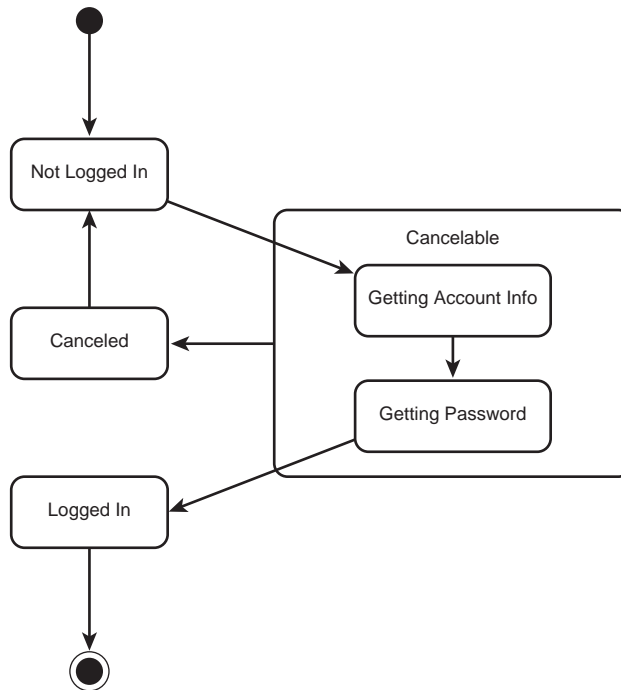 Not Logged In
Cancelable
Getting Account Info
Canceled
Getting Password
Logged In